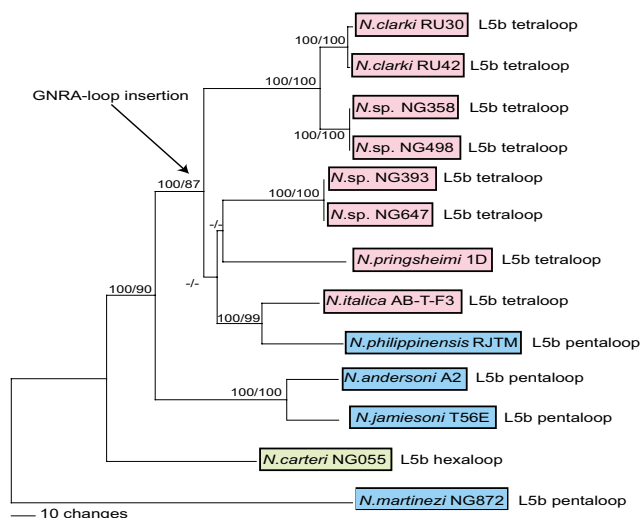 N.clarki RU30 L5b tetraloop
100/100
100/100
N.clarki RU42 L5b tetraloop
GNRA-loop insertion
N.sp. NG358 L5b tetraloop
100/100
N.sp. NG498 L5b tetraloop
N.sp. NG393 L5b tetraloop
100/87
100/100
N.sp. NG647 L5b tetraloop
-/-
N.pringsheimi 1D L5b tetraloop
-/-
100/90
N.italica AB-T-F3 L5b tetraloop
100/99
N.philippinensis RJTM L5b pentaloop
N.andersoni A2 L5b pentaloop
100/100
N.jamiesoni T56E L5b pentaloop
N.carteri NG055 L5b hexaloop
N.martinezi NG872 L5b pentaloop
10 changes